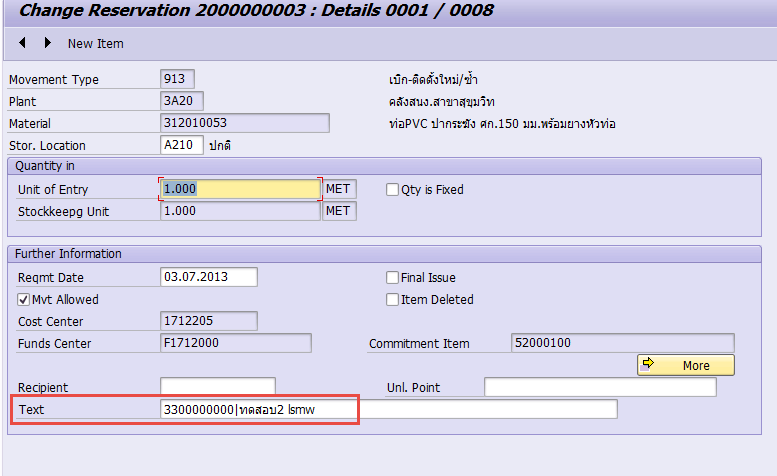 Change Reservation 2000000003 : Details 0001 / 0008
New Item
Movement Type 913 เบิก-ติดตั้งใหม่/ซ้ำ
Plant 3A20 คลังสนง.สาขาสุขุมวิท
Material 312010053 ท่อPVC ปากระฆัง ศก.150 มม.พร้อมยางหัวท่อ
Stor. Location A210 ปกติ
Quantity in
Unit of Entry 1.000 MET Qty is Fixed
Stockkeepg Unit 1.000 MET
Further Information
Reqmt Date 03.07.2013 Final Issue
Mvt Allowed Item Deleted
Cost Center 1712205
Funds Center F1712000 Commitment Item 52000100
More
Recipient Unl. Point
Text 3300000000|ทดสอบ2 lsmw